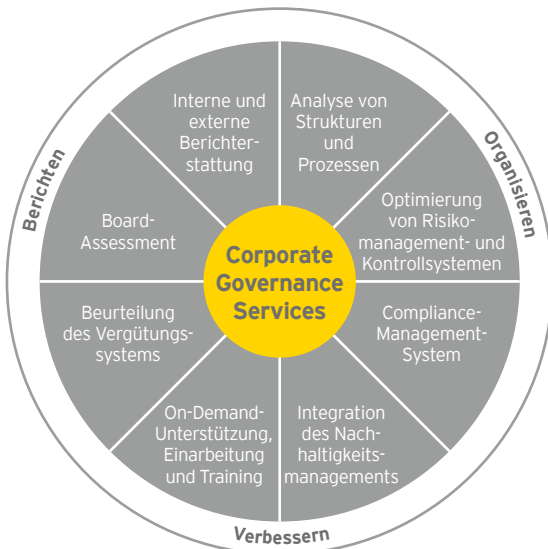 Corporate
Governance
Services
Organisieren
Analyse von
Strukturen
und
Prozessen
Optimierung
von Risiko-
management- und
Kontrollsystemen
Compliance-
Management-
System
Verbessern
Integration
des Nach-
haltigkeits-
managements
On-Demand-
Unterstützung,
Einarbeitung
und Training
Beurteilung
des Vergütungs-
systems
Berichten
Board-
Assessment
Interne und
externe
Berichter-
stattung